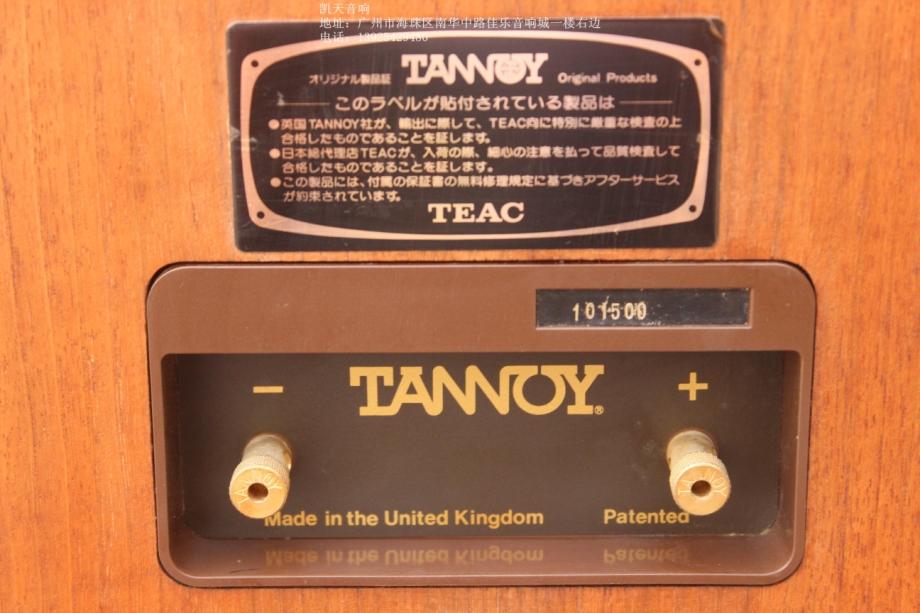 凯天音响
地址：广州市海珠区南华中路佳乐音响城一楼右边
电话：
オリジナル製品証 TANNOY Original Products
このラベルが貼付されている製品は
●英国TANNOY社が、輸出に際して、TEAC向に特別に厳重な検査の上
合格したものであることを証します。
●日本総代理店TEACが、入荷の際、細心の注意を払って品質検査して
合格したものであることを証します。
●この製品には、付属の保証書の無料修理規定に基づきアフターサービス
が約束されています。
TEAC
101500
− TANNOY® +
Made in the United Kingdom Patented